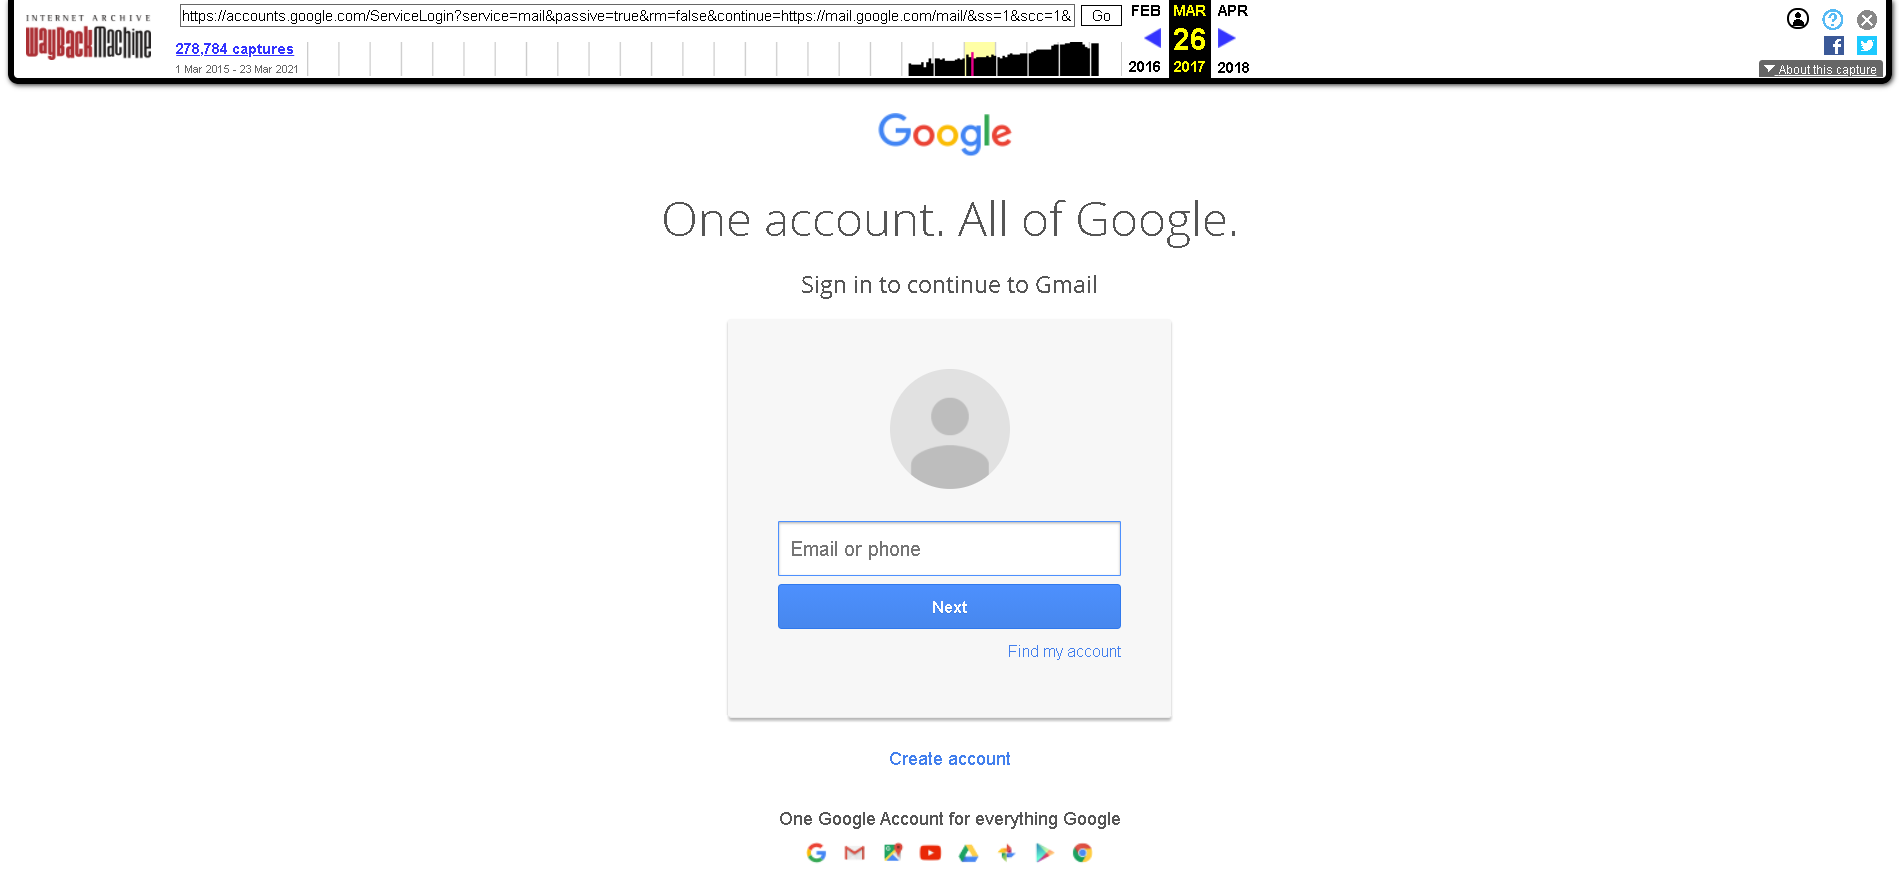 INTERNET ARCHIVE
WayBackMachine
https://accounts.google.com/ServiceLogin?service=mail&passive=true&rm=false&continue=https://mail.google.com/mail/&ss=1&scc=1&
Go
278,784 captures
1 Mar 2015 - 23 Mar 2021
FEB MAR APR
26
2016 2017 2018
?
About this capture
Google
One account. All of Google.
Sign in to continue to Gmail
Email or phone
Next
Find my account
Create account
One Google Account for everything Google